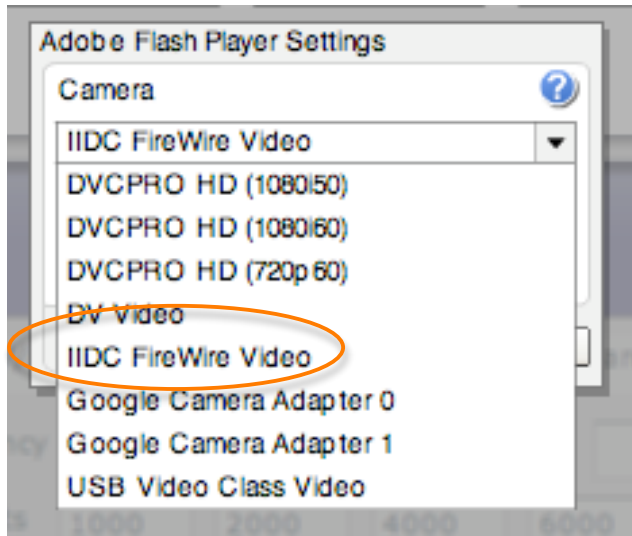 Adobe Flash Player Settings
Camera
?
IIDC FireWire Video
DVCPRO HD (1080i50)
DVCPRO HD (1080i60)
DVCPRO HD (720p60)
DV Video
IIDC FireWire Video
Google Camera Adapter 0
Google Camera Adapter 1
USB Video Class Video
1000 2000 4000 6000